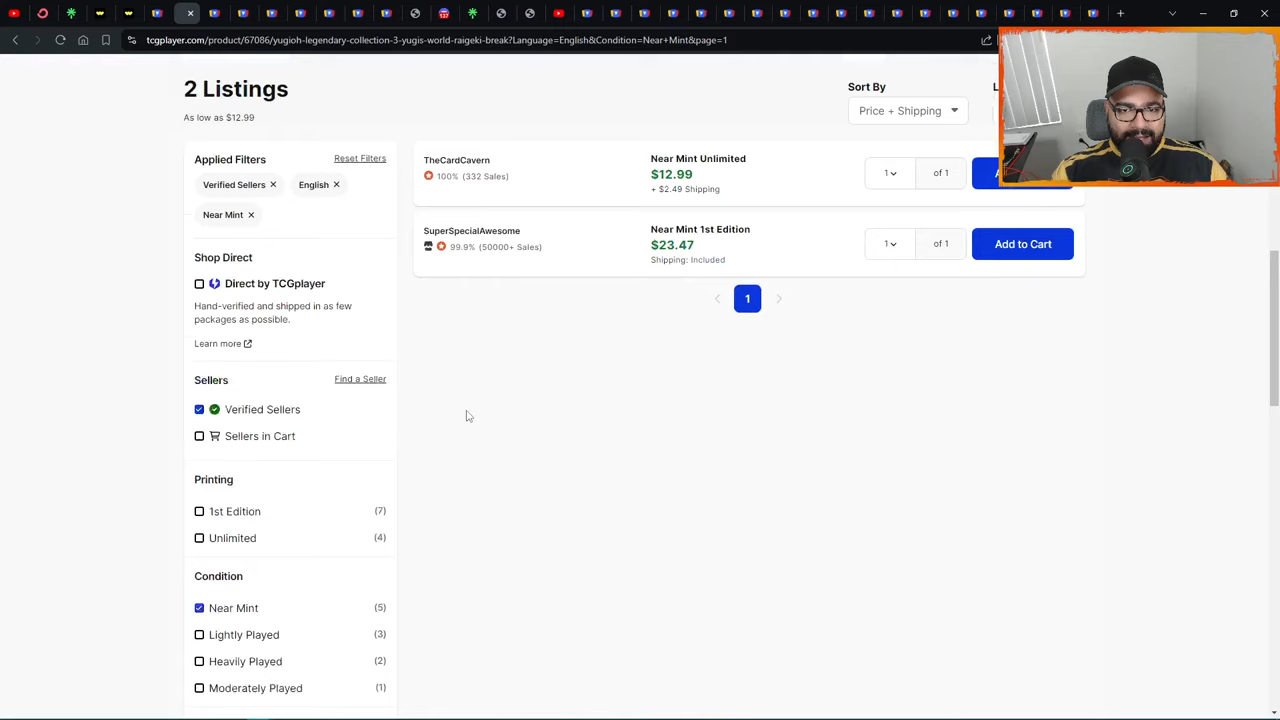 137
tcgplayer.com/product/67086/yugioh-legendary-collection-3-yugis-world-raigeki-break?Language=English&Condition=Near+Mint&page=1
2 Listings
As low as $12.99
Sort By
Price + Shipping
Applied Filters
Reset Filters
Verified Sellers
English
Near Mint
TheCardCavern
100% (332 Sales)
Near Mint Unlimited
$12.99
+ $2.49 Shipping
1
of 1
SuperSpecialAwesome
99.9% (50000+ Sales)
Near Mint 1st Edition
$23.47
Shipping: Included
1
of 1
Add to Cart
1
Shop Direct
Direct by TCGplayer
Hand-verified and shipped in as few
packages as possible.
Learn more
Sellers
Find a Seller
Verified Sellers
Sellers in Cart
Printing
1st Edition (7)
Unlimited (4)
Condition
Near Mint (5)
Lightly Played (3)
Heavily Played (2)
Moderately Played (1)